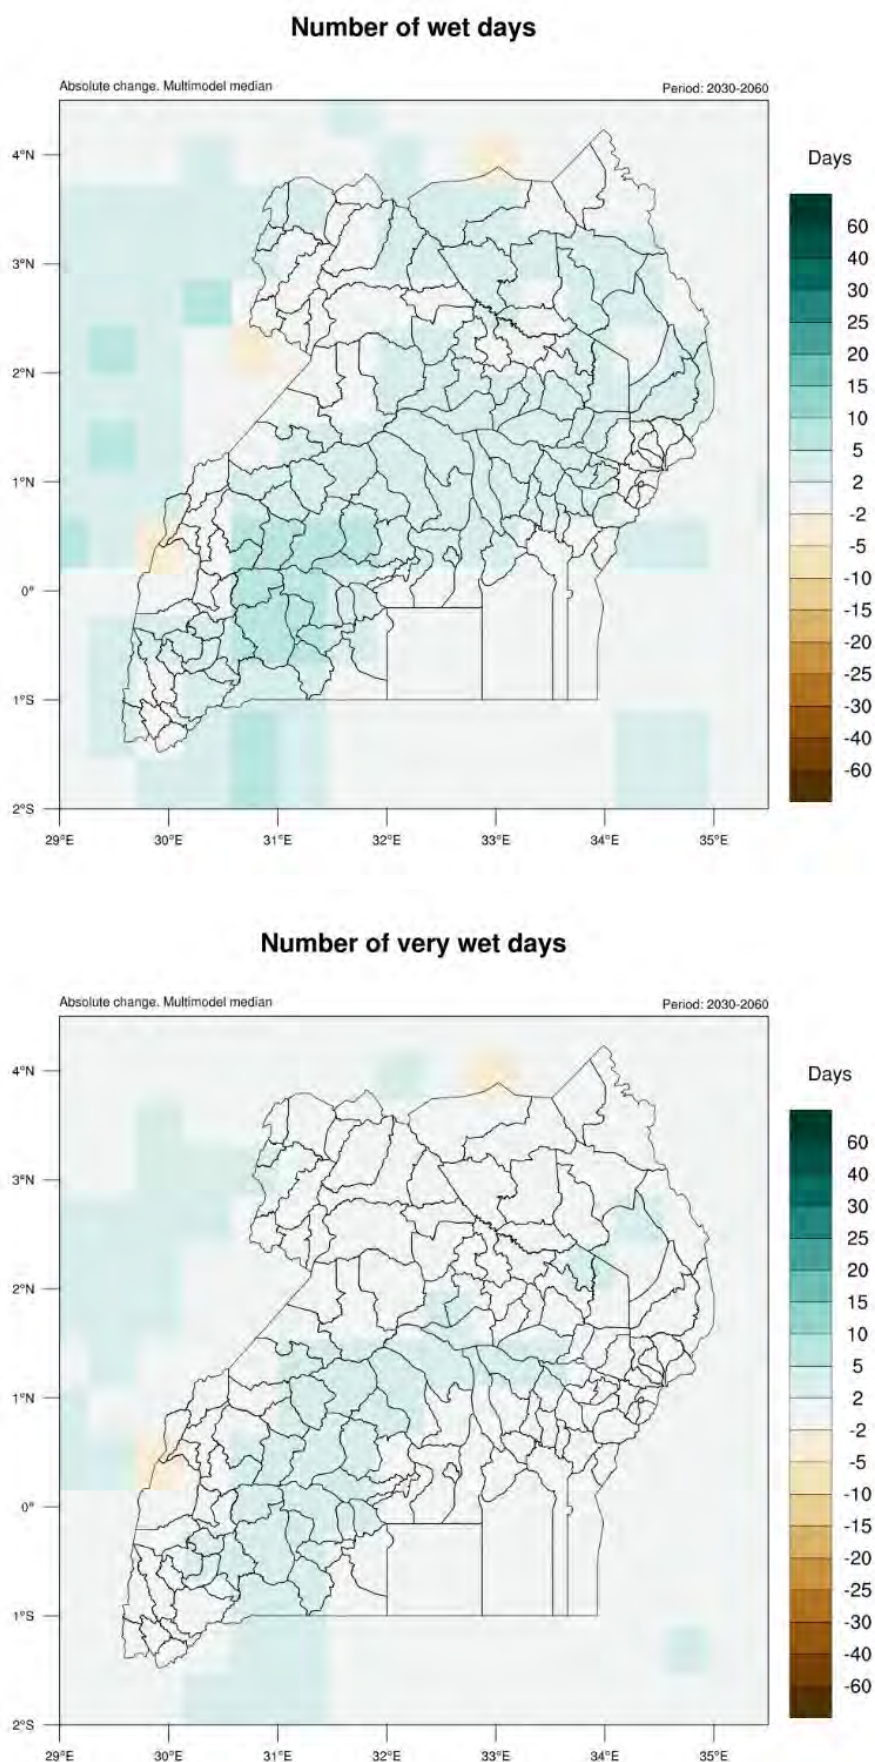 Number of wet days
Absolute change. Multimodel median Period: 2030-2060
Days
4°N
3°N
2°N
1°N
0°
1°S
2°S
29°E 30°E 31°E 32°E 33°E 34°E 35°E
60
40
30
25
20
15
10
5
2
-2
-5
-10
-15
-20
-25
-30
-40
-60
Number of very wet days
Absolute change. Multimodel median Period: 2030-2060
Days
4°N
3°N
2°N
1°N
0°
1°S
2°S
29°E 30°E 31°E 32°E 33°E 34°E 35°E
60
40
30
25
20
15
10
5
2
-2
-5
-10
-15
-20
-25
-30
-40
-60